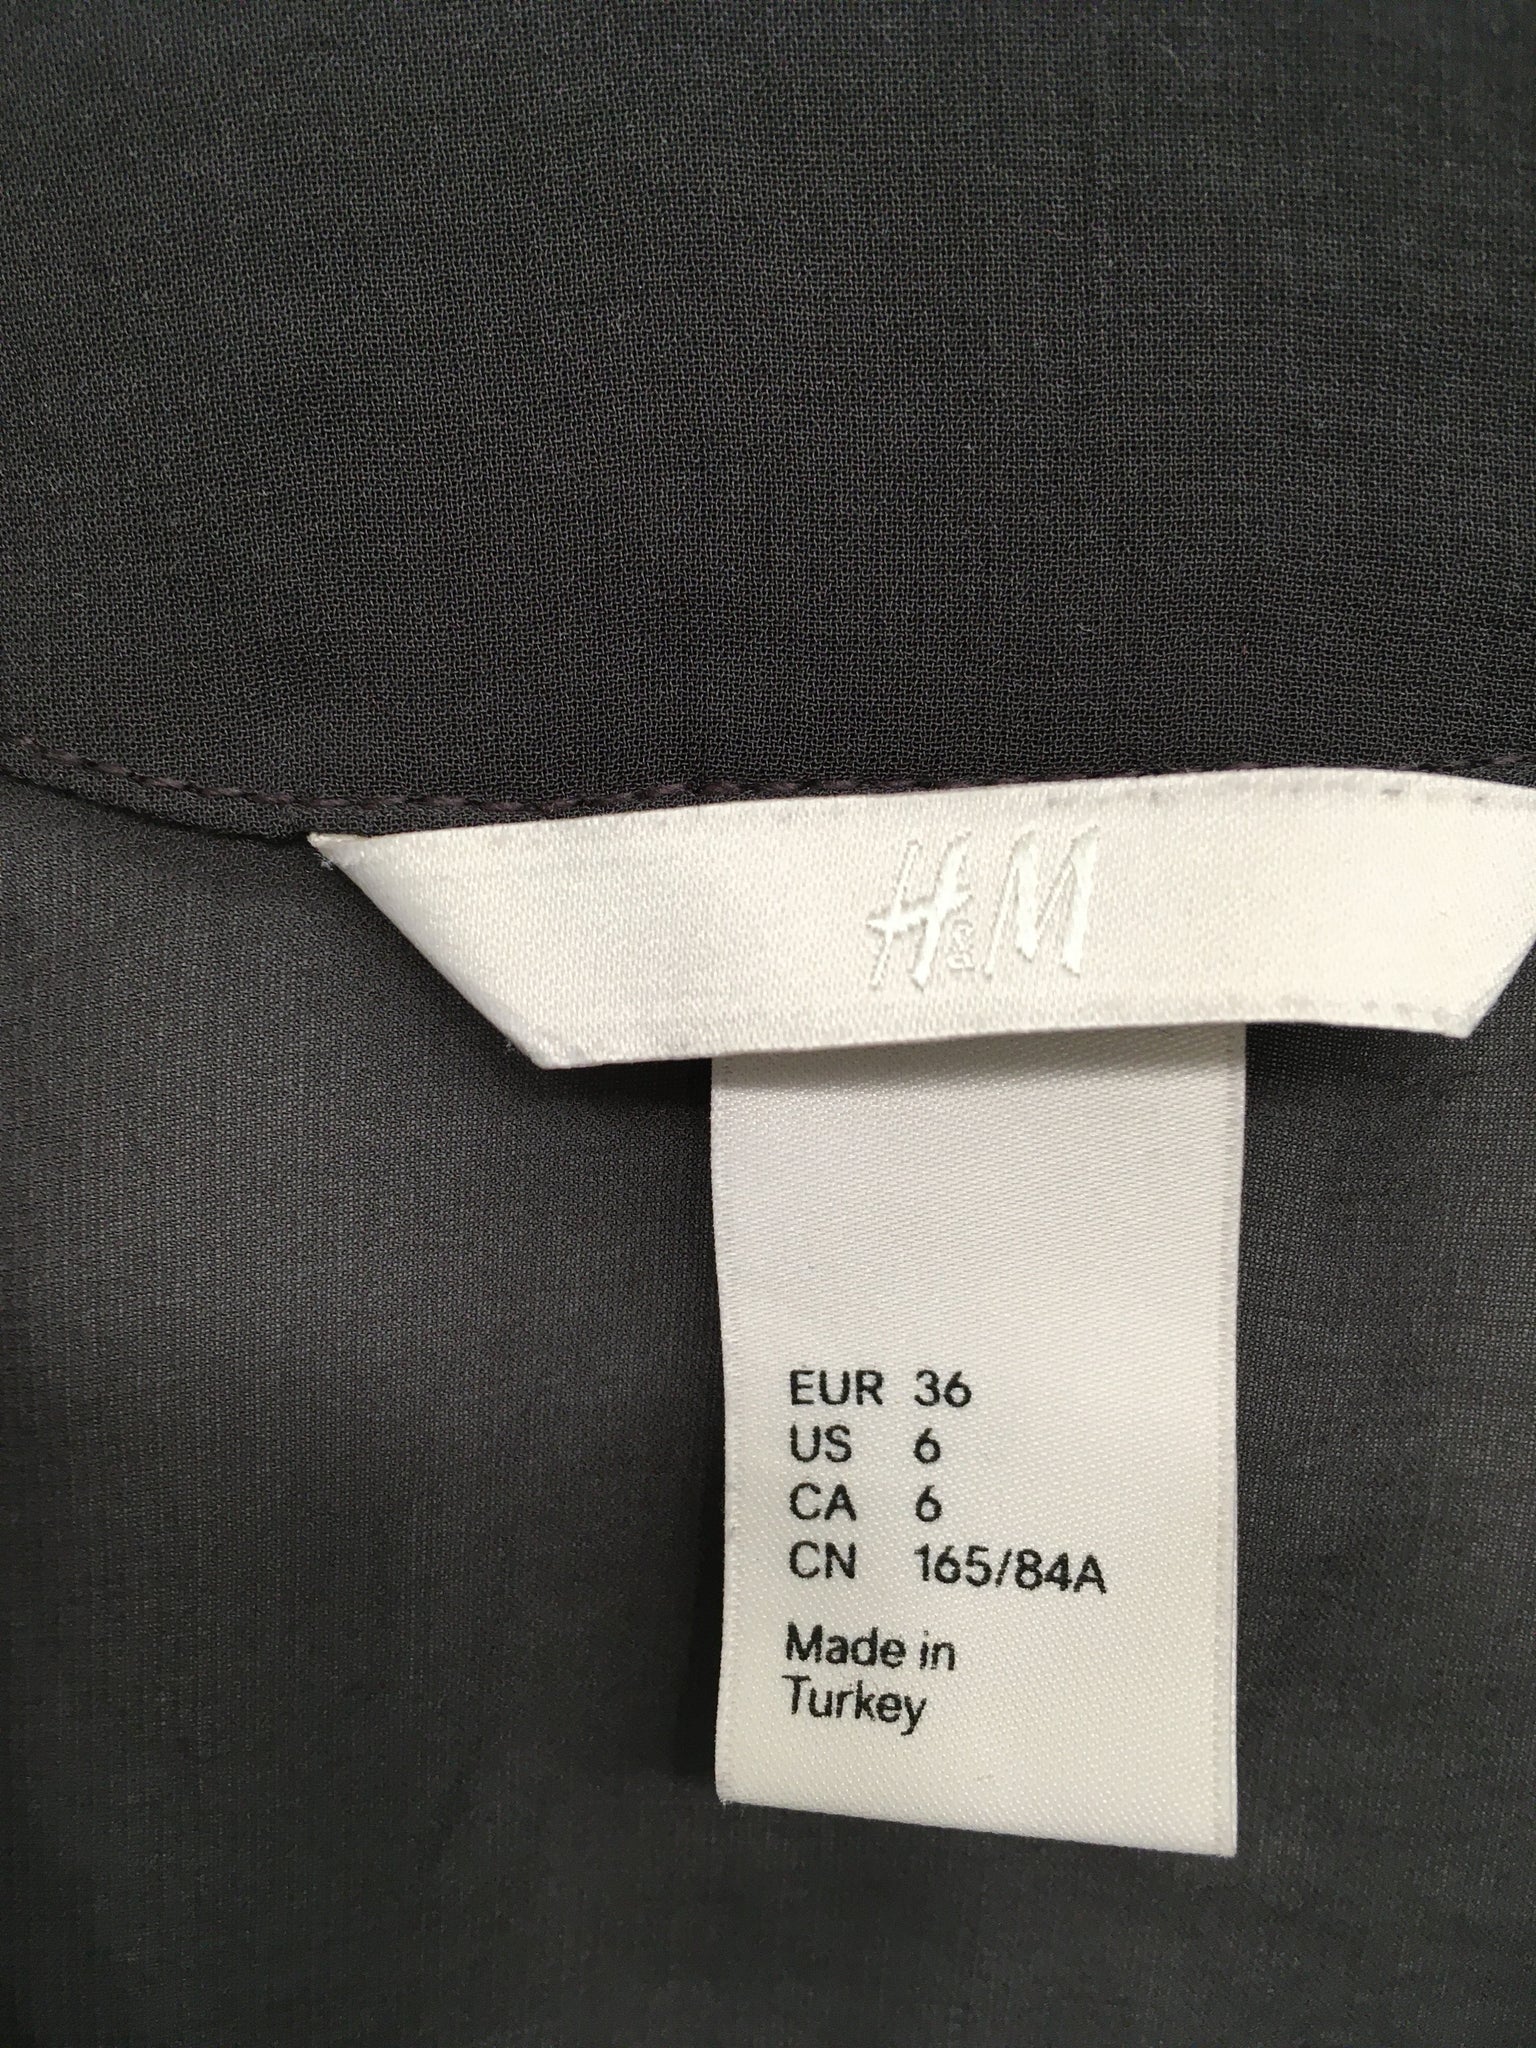 H&M
EUR 36
US 6
CA 6
CN 165/84A
Made in
Turkey